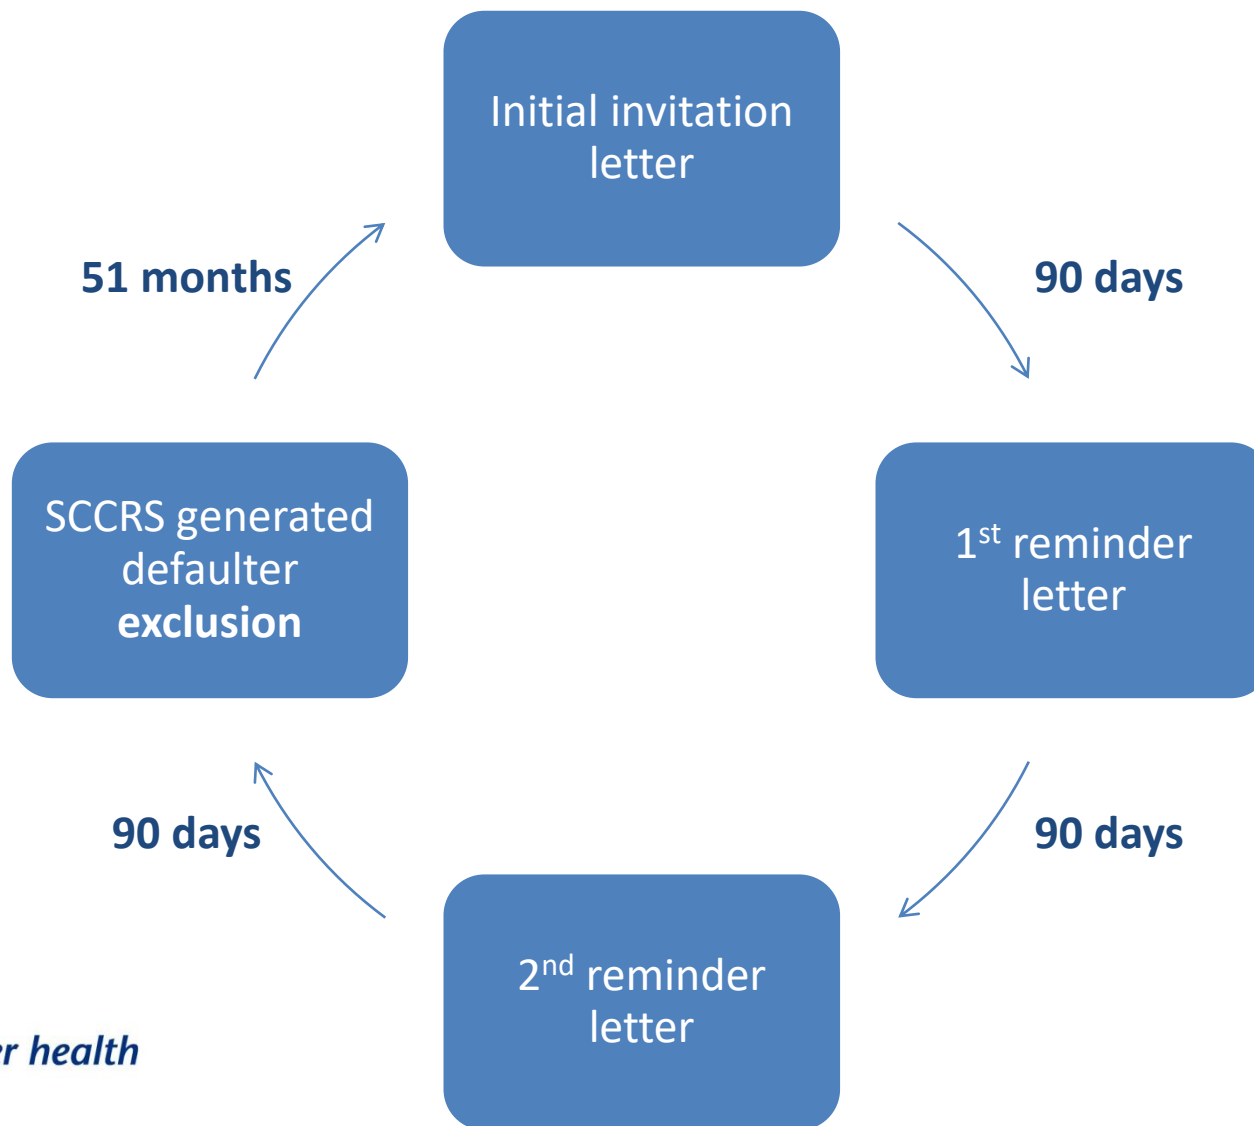 Initial invitation
letter
51 months
90 days
SCCRS generated
defaulter
exclusion
1st reminder
letter
90 days
90 days
2nd reminder
letter
health